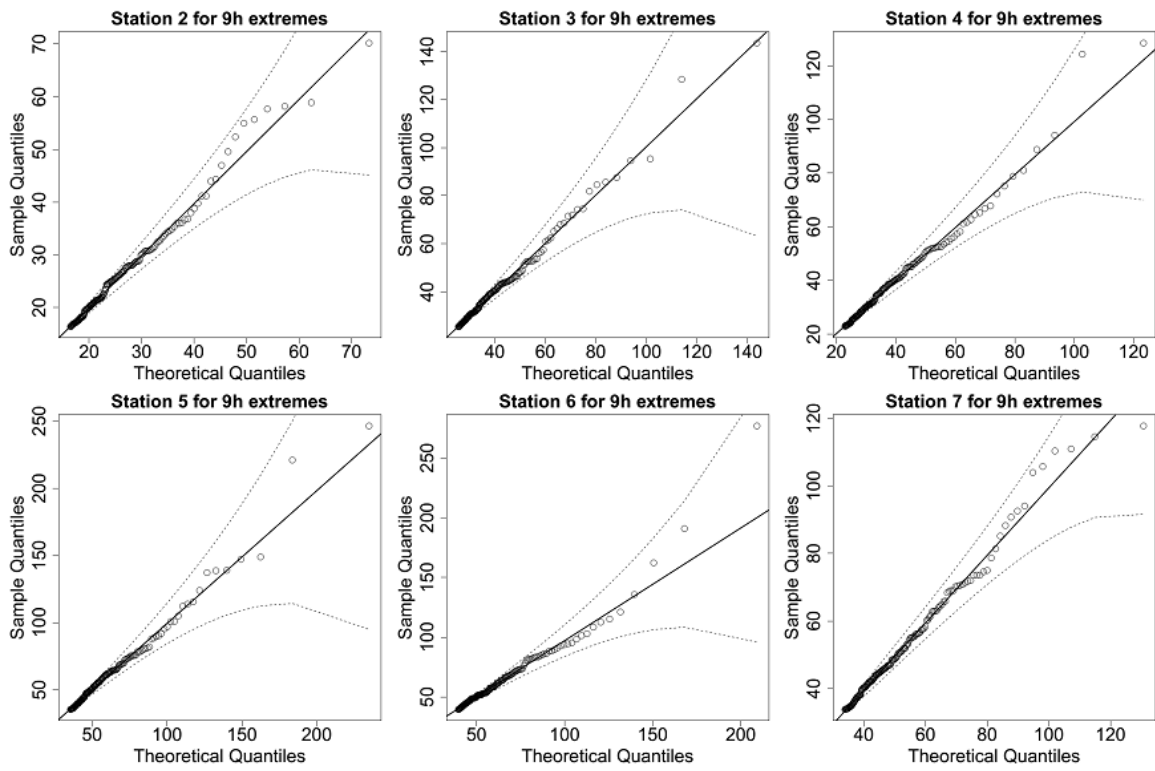 Station 2 for 9h extremes
Sample Quantiles
70
60
50
40
30
20
20 30 40 50 60 70
Theoretical Quantiles
Station 3 for 9h extremes
Sample Quantiles
140
120
100
80
60
40
40 60 80 100 120 140
Theoretical Quantiles
Station 4 for 9h extremes
Sample Quantiles
120
100
80
60
40
20
20 40 60 80 100 120
Theoretical Quantiles
Station 5 for 9h extremes
Sample Quantiles
250
200
150
100
50
50 100 150 200
Theoretical Quantiles
Station 6 for 9h extremes
Sample Quantiles
250
200
150
100
50
50 100 150 200
Theoretical Quantiles
Station 7 for 9h extremes
Sample Quantiles
120
100
80
60
40
40 60 80 100 120
Theoretical Quantiles